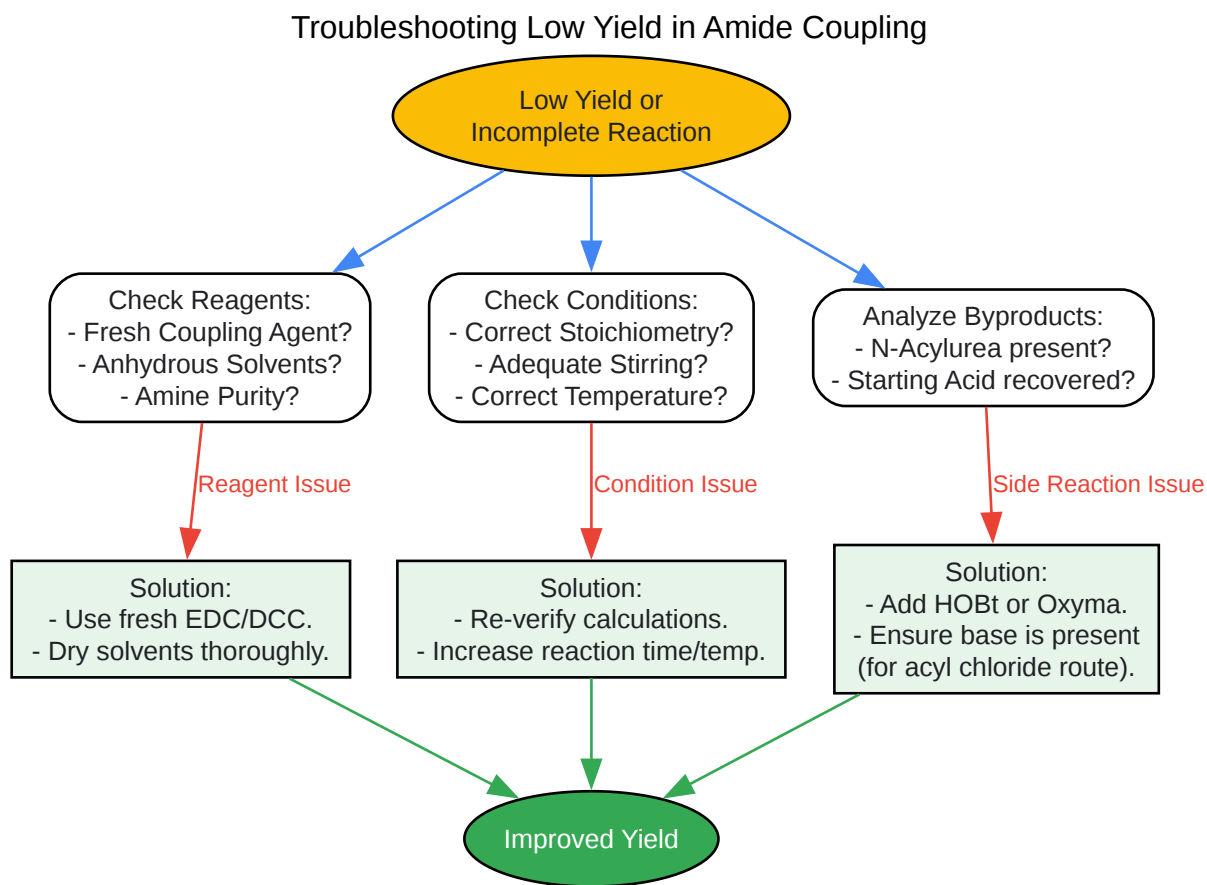 Troubleshooting Low Yield in Amide Coupling
Low Yield or
Incomplete Reaction
Check Reagents:
- Fresh Coupling Agent?
- Anhydrous Solvents?
- Amine Purity?
Check Conditions:
- Correct Stoichiometry?
- Adequate Stirring?
- Correct Temperature?
Analyze Byproducts:
- N-Acylurea present?
- Starting Acid recovered?
Reagent Issue
Condition Issue
Side Reaction Issue
Solution:
- Use fresh EDC/DCC.
- Dry solvents thoroughly.
Solution:
- Re-verify calculations.
- Increase reaction time/temp.
Solution:
- Add HOBt or Oxyma.
- Ensure base is present
(for acyl chloride route).
Improved Yield